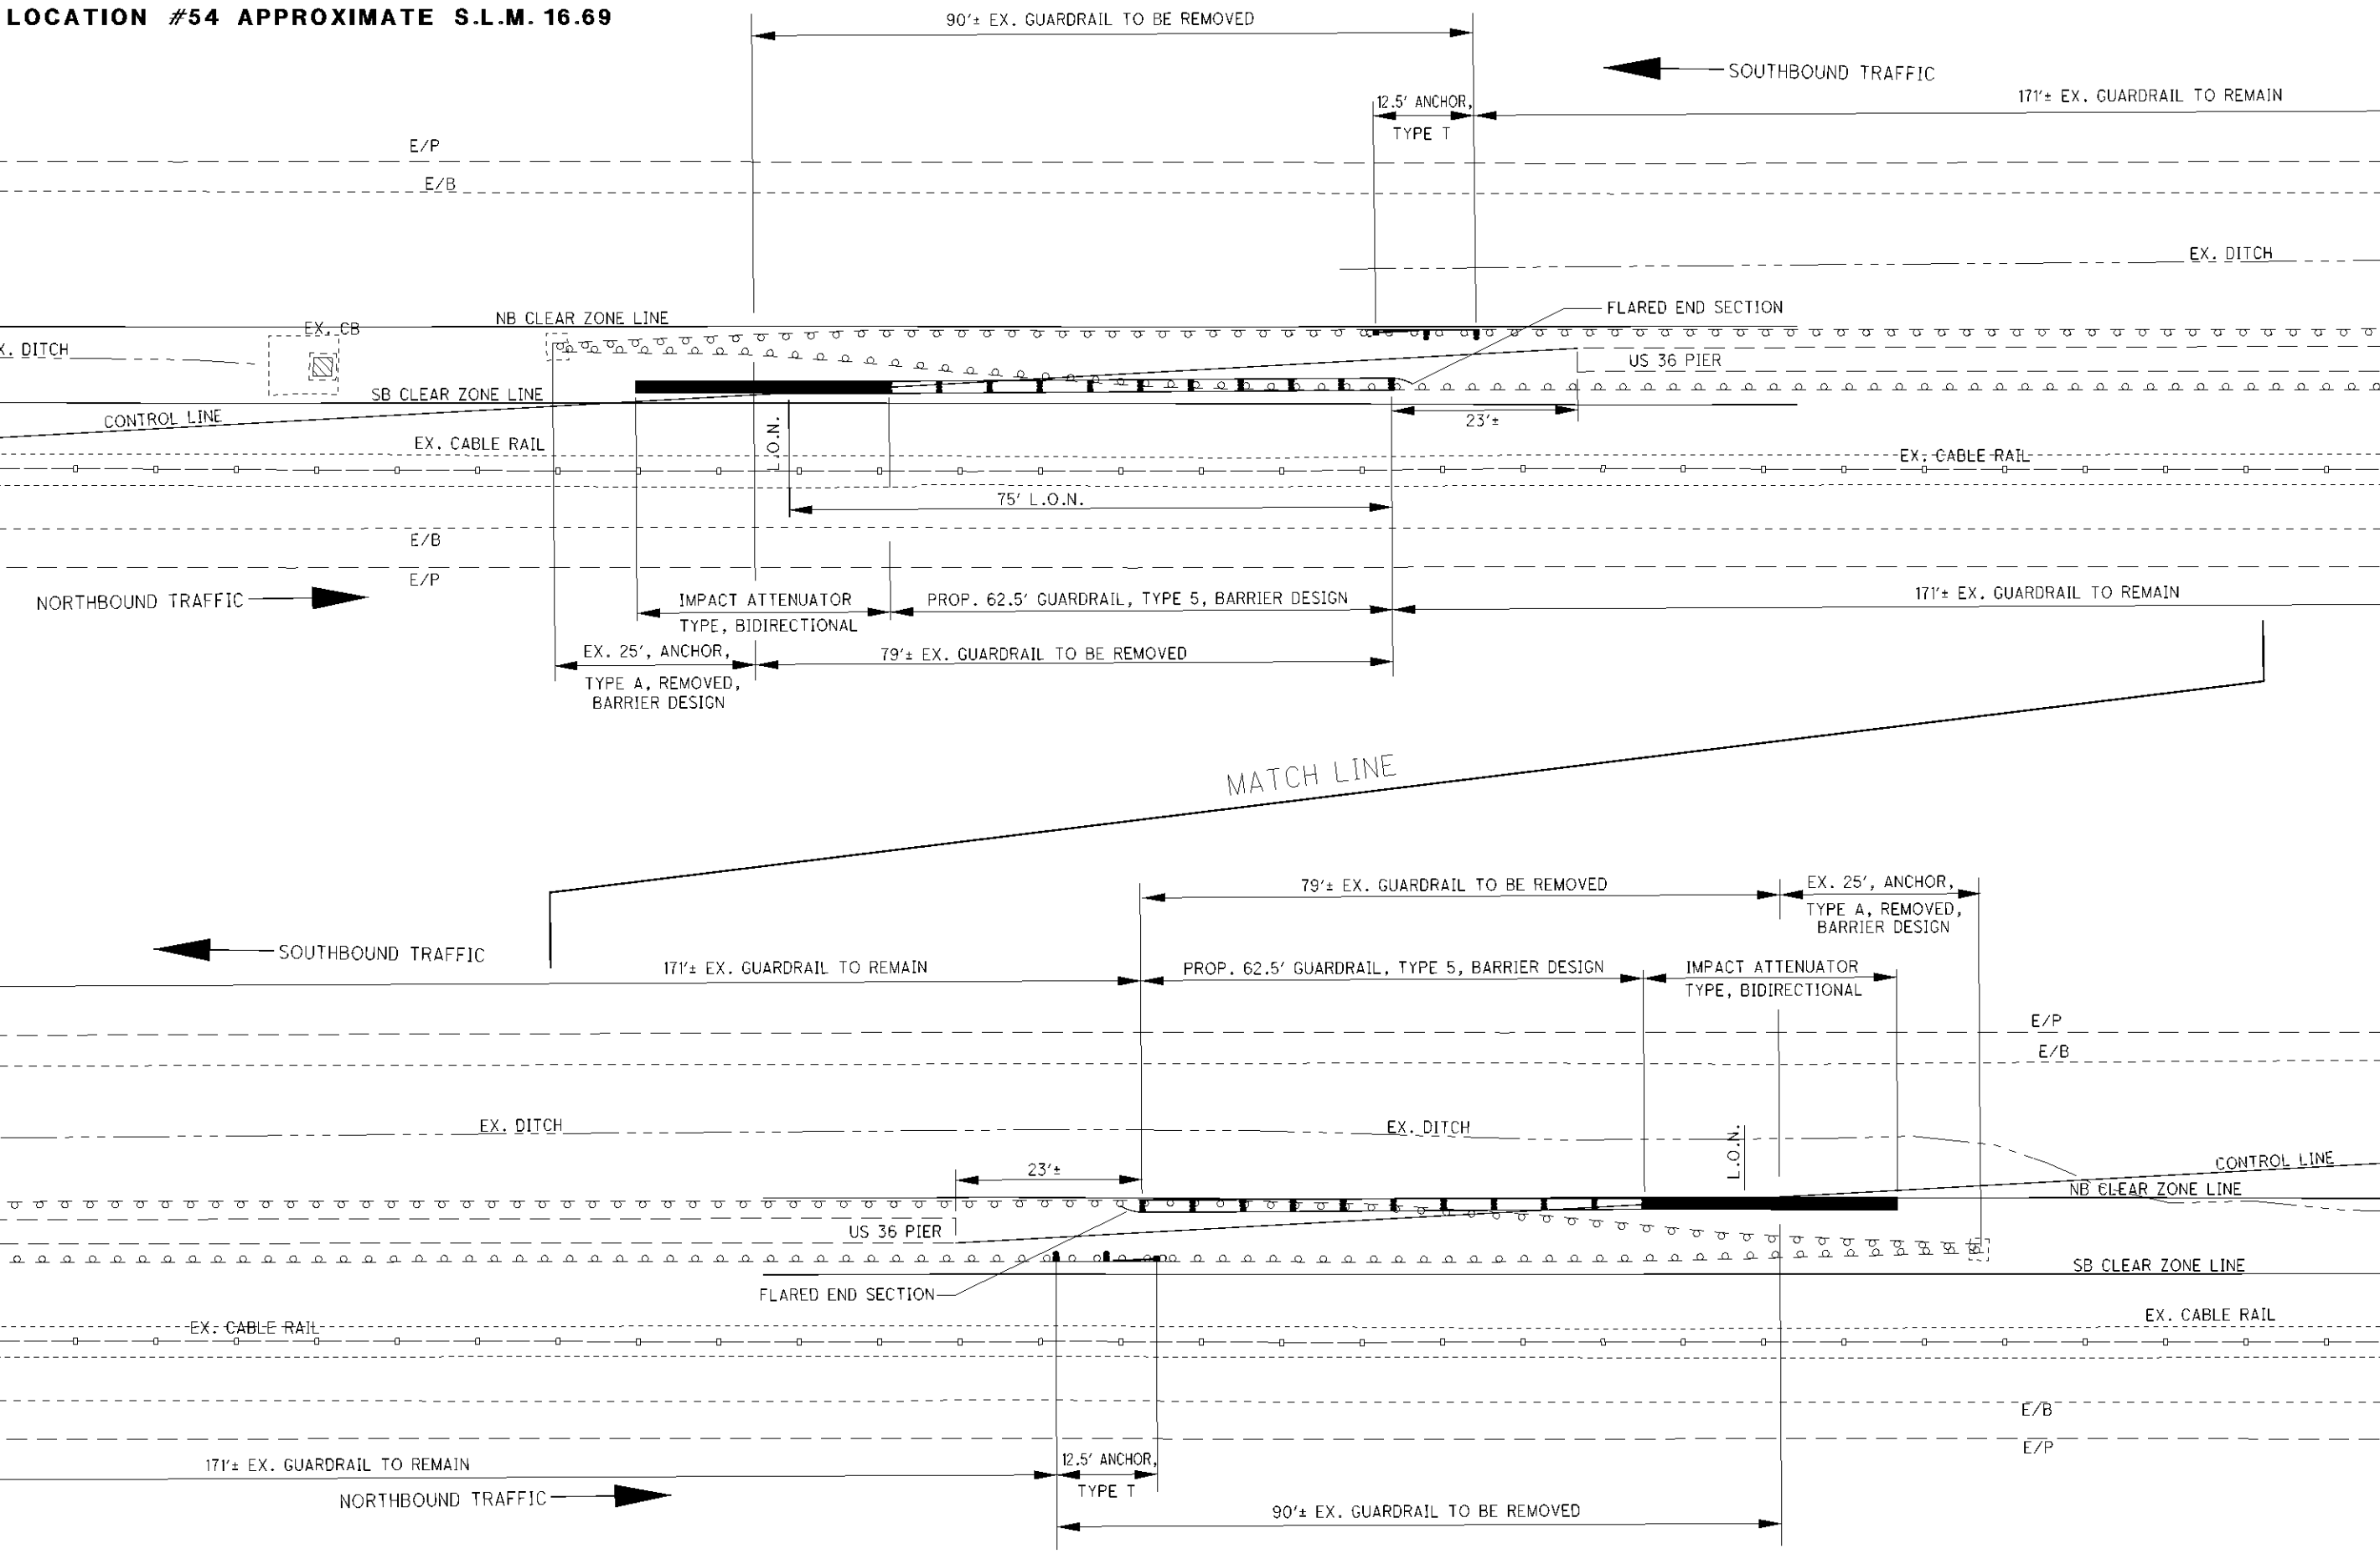 LOCATION #54 APPROXIMATE S.L.M. 16.69
90'± EX. GUARDRAIL TO BE REMOVED
SOUTHBOUND TRAFFIC
171'± EX. GUARDRAIL TO REMAIN
12.5' ANCHOR,
TYPE T
E/P
E/B
EX. DITCH
FLARED END SECTION
NB CLEAR ZONE LINE
EX. CB
X. DITCH
US 36 PIER
SB CLEAR ZONE LINE
CONTROL LINE
23'±
L.O.N.
EX. CABLE RAIL
EX. CABLE RAIL
75' L.O.N.
E/B
E/P
NORTHBOUND TRAFFIC
IMPACT ATTENUATOR
TYPE, BIDIRECTIONAL
PROP. 62.5' GUARDRAIL, TYPE 5, BARRIER DESIGN
171'± EX. GUARDRAIL TO REMAIN
EX. 25', ANCHOR,
TYPE A, REMOVED,
BARRIER DESIGN
79'± EX. GUARDRAIL TO BE REMOVED
MATCH LINE
79'± EX. GUARDRAIL TO BE REMOVED
EX. 25', ANCHOR,
TYPE A, REMOVED,
BARRIER DESIGN
SOUTHBOUND TRAFFIC
171'± EX. GUARDRAIL TO REMAIN
PROP. 62.5' GUARDRAIL, TYPE 5, BARRIER DESIGN
IMPACT ATTENUATOR
TYPE, BIDIRECTIONAL
E/P
E/B
EX. DITCH
EX. DITCH
L.O.N.
23'±
CONTROL LINE
NB CLEAR ZONE LINE
US 36 PIER
SB CLEAR ZONE LINE
FLARED END SECTION
EX. CABLE RAIL
EX. CABLE RAIL
E/B
E/P
171'± EX. GUARDRAIL TO REMAIN
12.5' ANCHOR,
TYPE T
NORTHBOUND TRAFFIC
90'± EX. GUARDRAIL TO BE REMOVED